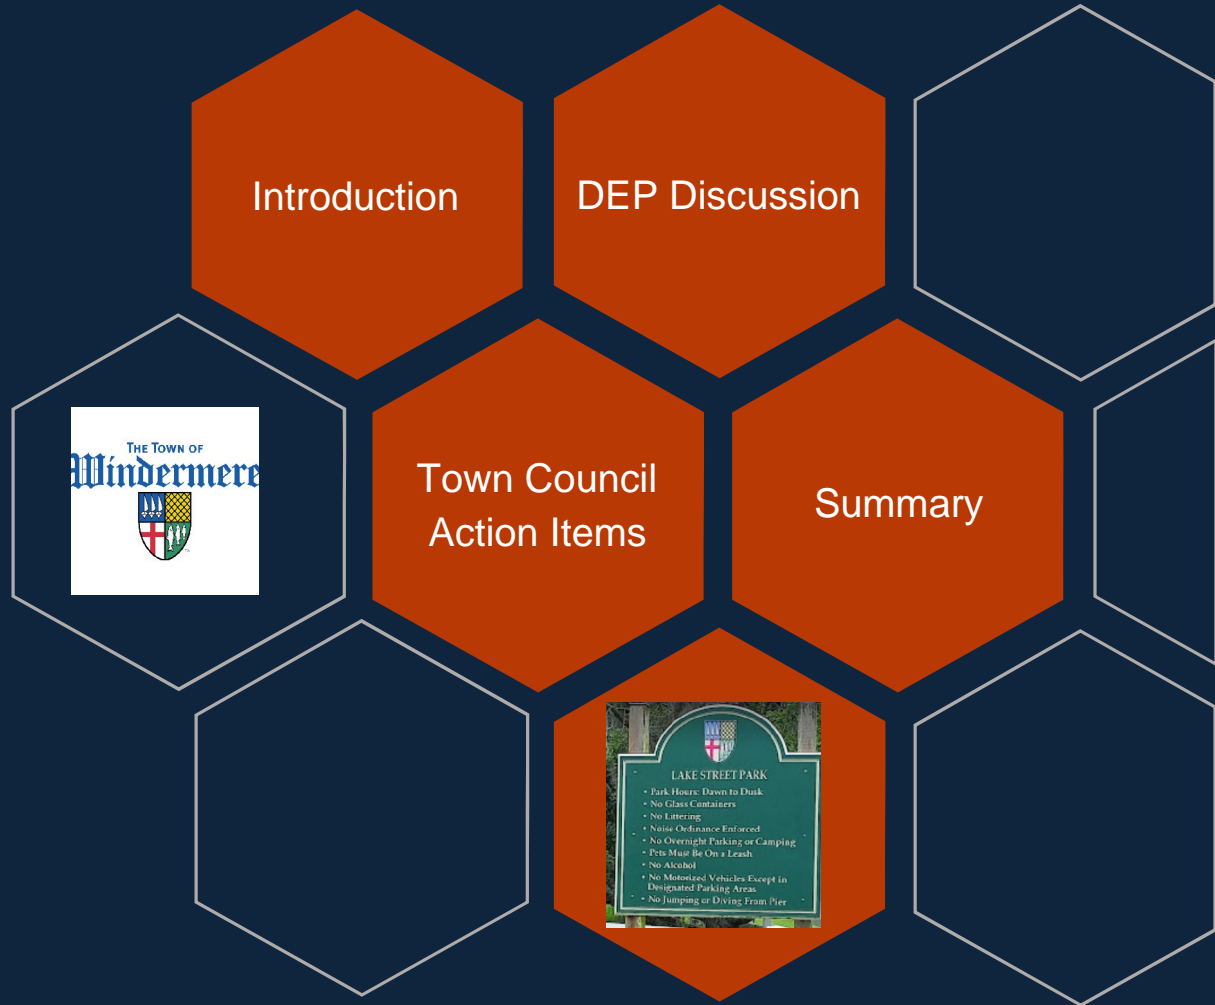 Introduction
DEP Discussion
THE TOWN OF
Windermere
Town Council
Action Items
Summary
LAKE STREET PARK
• Park Hours: Dawn to Dusk
• No Glass Containers
• No Littering
• Noise Ordinance Enforced
• No Overnight Parking or Camping
• Pets Must Be On a Leash
• No Alcohol
• No Motorized Vehicles Except in
Designated Parking Areas
• No Jumping or Diving From Pier